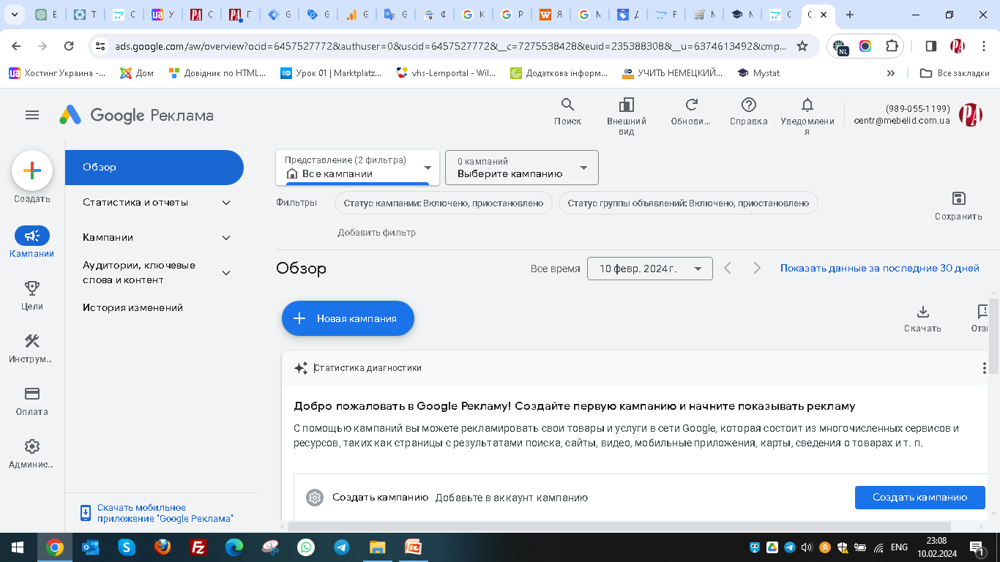 E
T
C
У
C
Г
G
G
G
G
Ф
К
Р
Я
М
Д
F
М
М
С
C
ads.google.com/aw/overview?ocid=6457527772&authuser=0&uscid=6457527772&__c=7275538428&euid=235388308&__u=6374613492&cmp...
NL
Хостинг Украина -...
Дом
Довідник по HTML...
Урок 01 | Marktplatz...
vhs-Lernportal - Wil...
Додаткова інформ...
УЧИТЬ НЕМЕЦКИЙ...
Mystat
Все закладки
Google Реклама
Поиск
Внешний
вид
Обнови...
Справка
Уведомлени
я
(989-055-1199)
centr@mebelid.com.ua
Создать
Кампании
Цели
Инструм...
Оплата
Админис...
Обзор
Статистика и отчеты
Кампании
Аудитории, ключевые
слова и контент
История изменений
Скачать мобильное
приложение "Google Реклама"
Представление (2 фильтра)
Все кампании
0 кампаний
Выберите кампанию
Фильтры
Статус кампании: Включено, приостановлено
Статус группы объявлений: Включено, приостановлено
Добавить фильтр
Сохранить
Обзор
Все время
10 февр. 2024 г.
Показать данные за последние 30 дней
Новая кампания
Скачать
Отз
Статистика диагностики
Добро пожаловать в Google Рекламу! Создайте первую кампанию и начните показывать рекламу
С помощью кампаний вы можете рекламировать свои товары и услуги в сети Google, которая состоит из многочисленных сервисов и
ресурсов, таких как страницы с результатами поиска, сайты, видео, мобильные приложения, карты, сведения о товарах и т. п.
Создать кампанию
Добавьте в аккаунт кампанию
Создать кампанию
ENG
23:08
10.02.2024
1